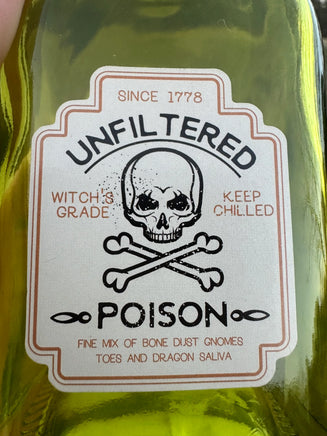 SINCE 1778
UNFILTERED
WITCH'S GRADE
KEEP CHILLED
POISON
FINE MIX OF BONE DUST GNOMES
TOES AND DRAGON SALIVA